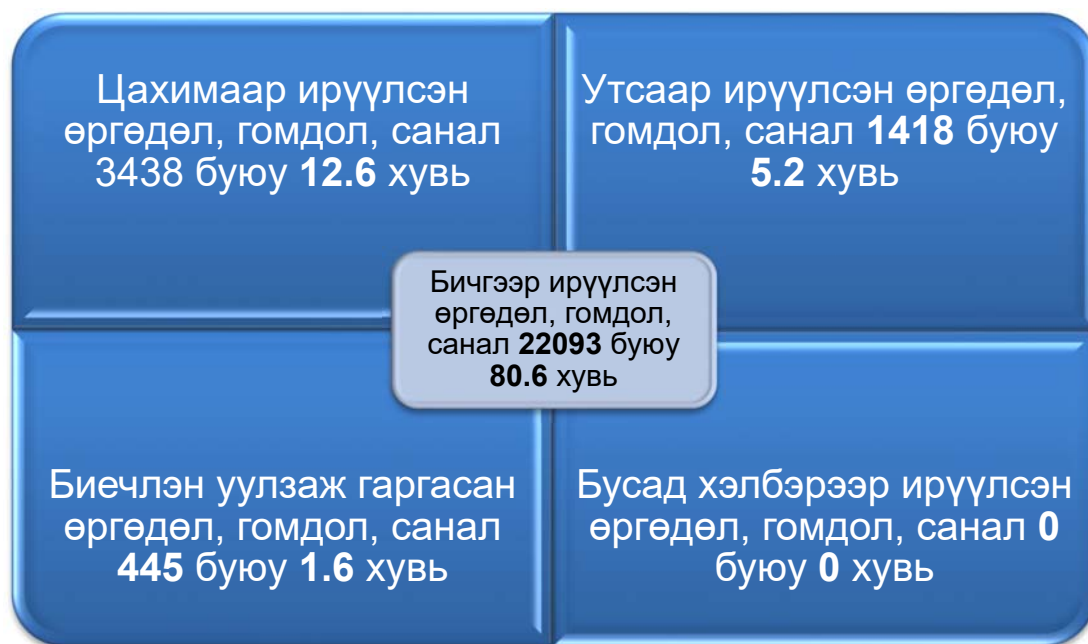 Цахимаар ирүүлсэн
өргөдөл, гомдол, санал
3438 буюу 12.6 хувь
Утсаар ирүүлсэн өргөдөл,
гомдол, санал 1418 буюу
5.2 хувь
Бичгээр ирүүлсэн
өргөдөл, гомдол,
санал 22093 буюу
80.6 хувь
Биечлэн уулзаж гаргасан
өргөдөл, гомдол, санал
445 буюу 1.6 хувь
Бусад хэлбэрээр ирүүлсэн
өргөдөл, гомдол, санал 0
буюу 0 хувь